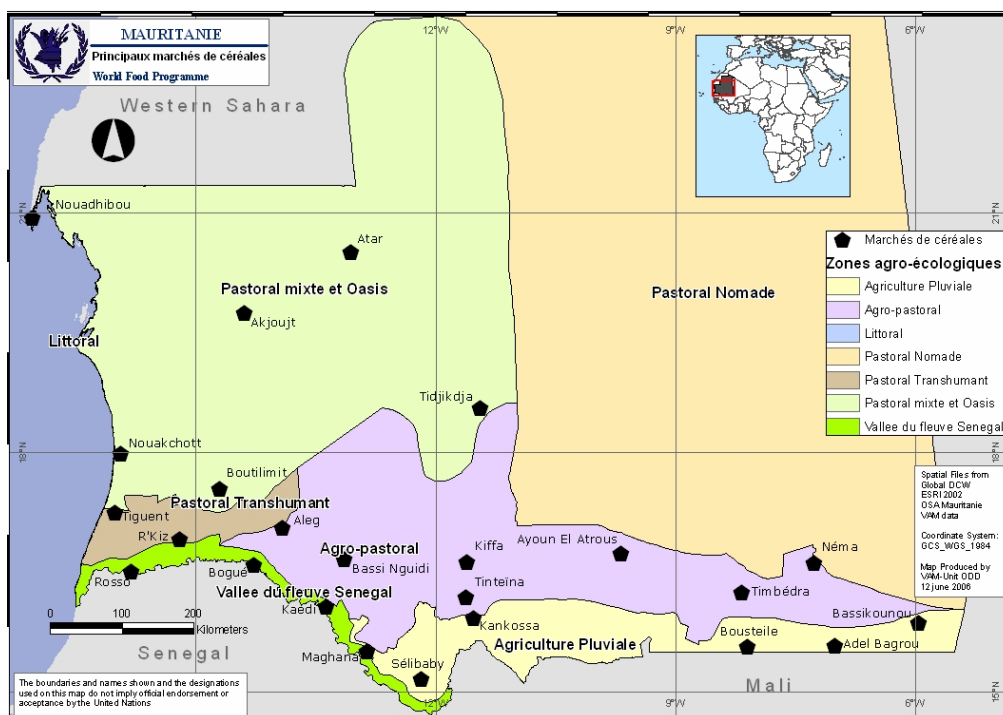 MAURITANIE
Principaux marchés de céréales
World Food Programme
12°W
9°W
6°W
Western Sahara
21°N
21°N
Nouadhibou
Atar
Pastoral mixte et Oasis
Akjoujt
Littoral
Pastoral Nomade
Marchés de céréales
Zones agro-écologiques
Agriculture Pluviale
Agro-pastoral
Littoral
Pastoral Nomade
Pastoral Transhumant
Pastoral mixte et Oasis
Vallee du fleuve Senegal
Tidjikdja
Nouakchott
18°N
18°N
Boutilimit
Pastoral Transhumant
Tiguent
R'Kiz
Aleg
Agro-pastoral
Bassi Nguidi
Kiffa
Ayoun El Atrous
Néma
Rosso
Bogué
Vallee du fleuve Senegal
Tinteïna
Timbédra
Kaédi
Kankossa
Bassikounou
Agriculture Pluviale
Bousteile
Adel Bagrou
Maghana
Sélibaby
Senegal
Mali
0 50 100 200
Kilometers
15°N
12°W
9°W
6°W
Spatial Files from
Global DCW
ESRI 2002
OSA Mauritanie
VAM data
Coordinate System:
GCS_WGS_1984
Map Produced by
VAM-Unit ODD
12 june 2006
The boundaries and names shown and the designations
used on this map do not imply official endorsement or
acceptance by the United Nations